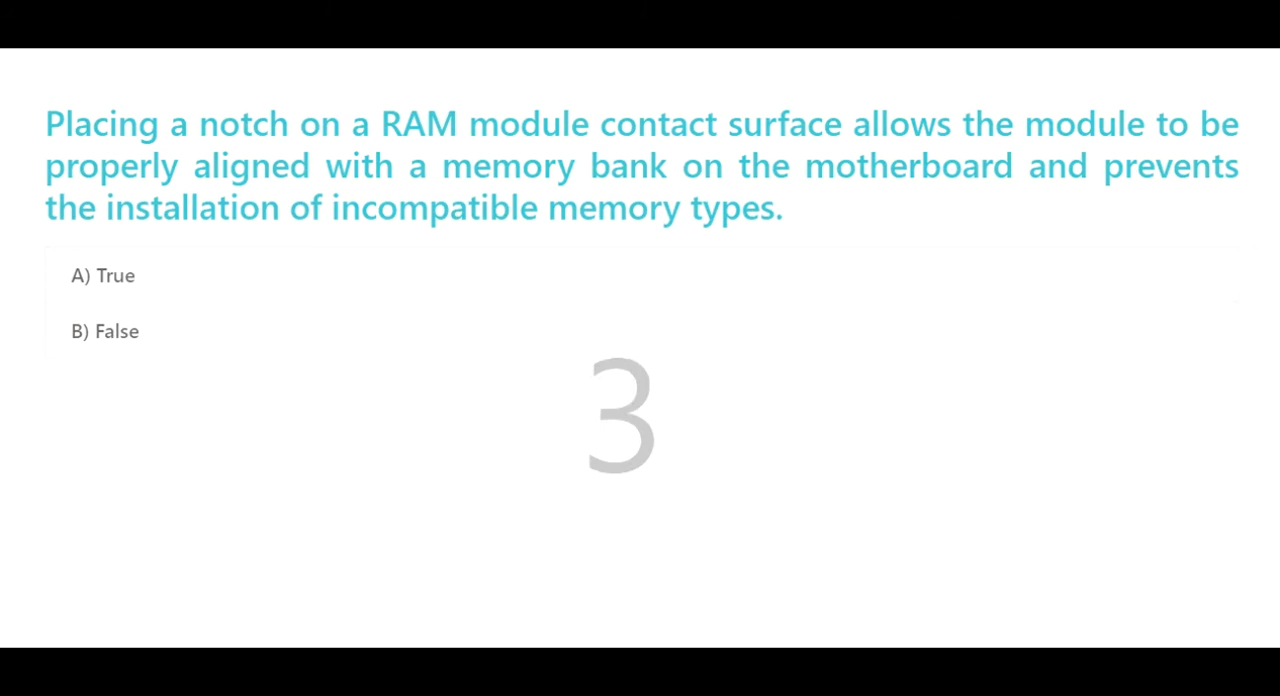 Placing a notch on a RAM module contact surface allows the module to be
properly aligned with a memory bank on the motherboard and prevents
the installation of incompatible memory types.
A) True
B) False
3